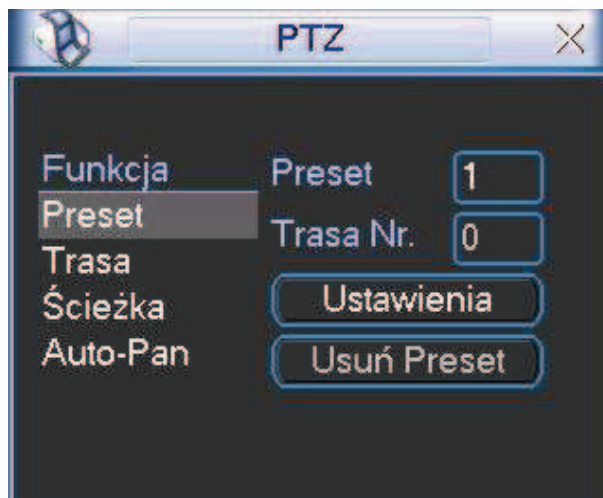 PTZ
Funkcja
Preset
Trasa
Ścieżka
Auto-Pan
Preset 1
Trasa Nr. 0
Ustawienia
Usuń Preset